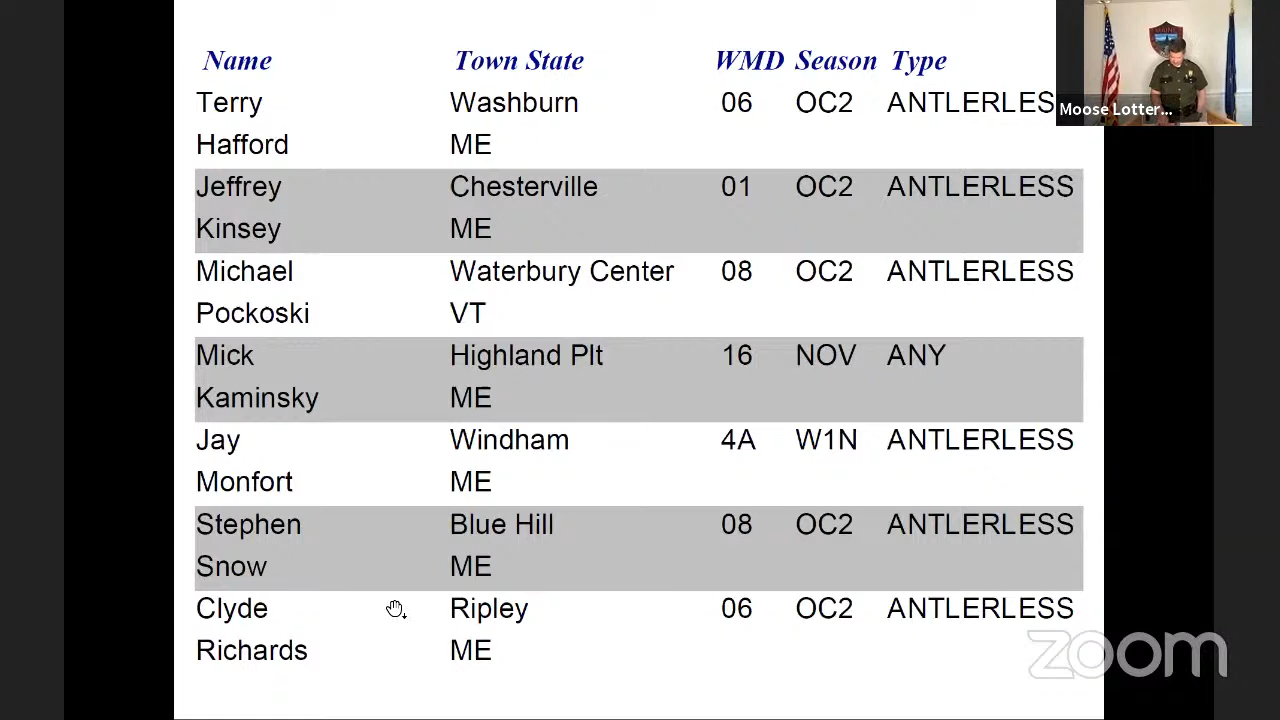 Name Town State WMD Season Type
Terry Washburn 06 OC2 ANTLERLES
Hafford ME
Jeffrey Chesterville 01 OC2 ANTLERLESS
Kinsey ME
Michael Waterbury Center 08 OC2 ANTLERLESS
Pockoski VT
Mick Highland Plt 16 NOV ANY
Kaminsky ME
Jay Windham 4A W1N ANTLERLESS
Monfort ME
Stephen Blue Hill 08 OC2 ANTLERLESS
Snow ME
Clyde Ripley 06 OC2 ANTLERLESS
Richards ME
Moose Lotter...
zoom